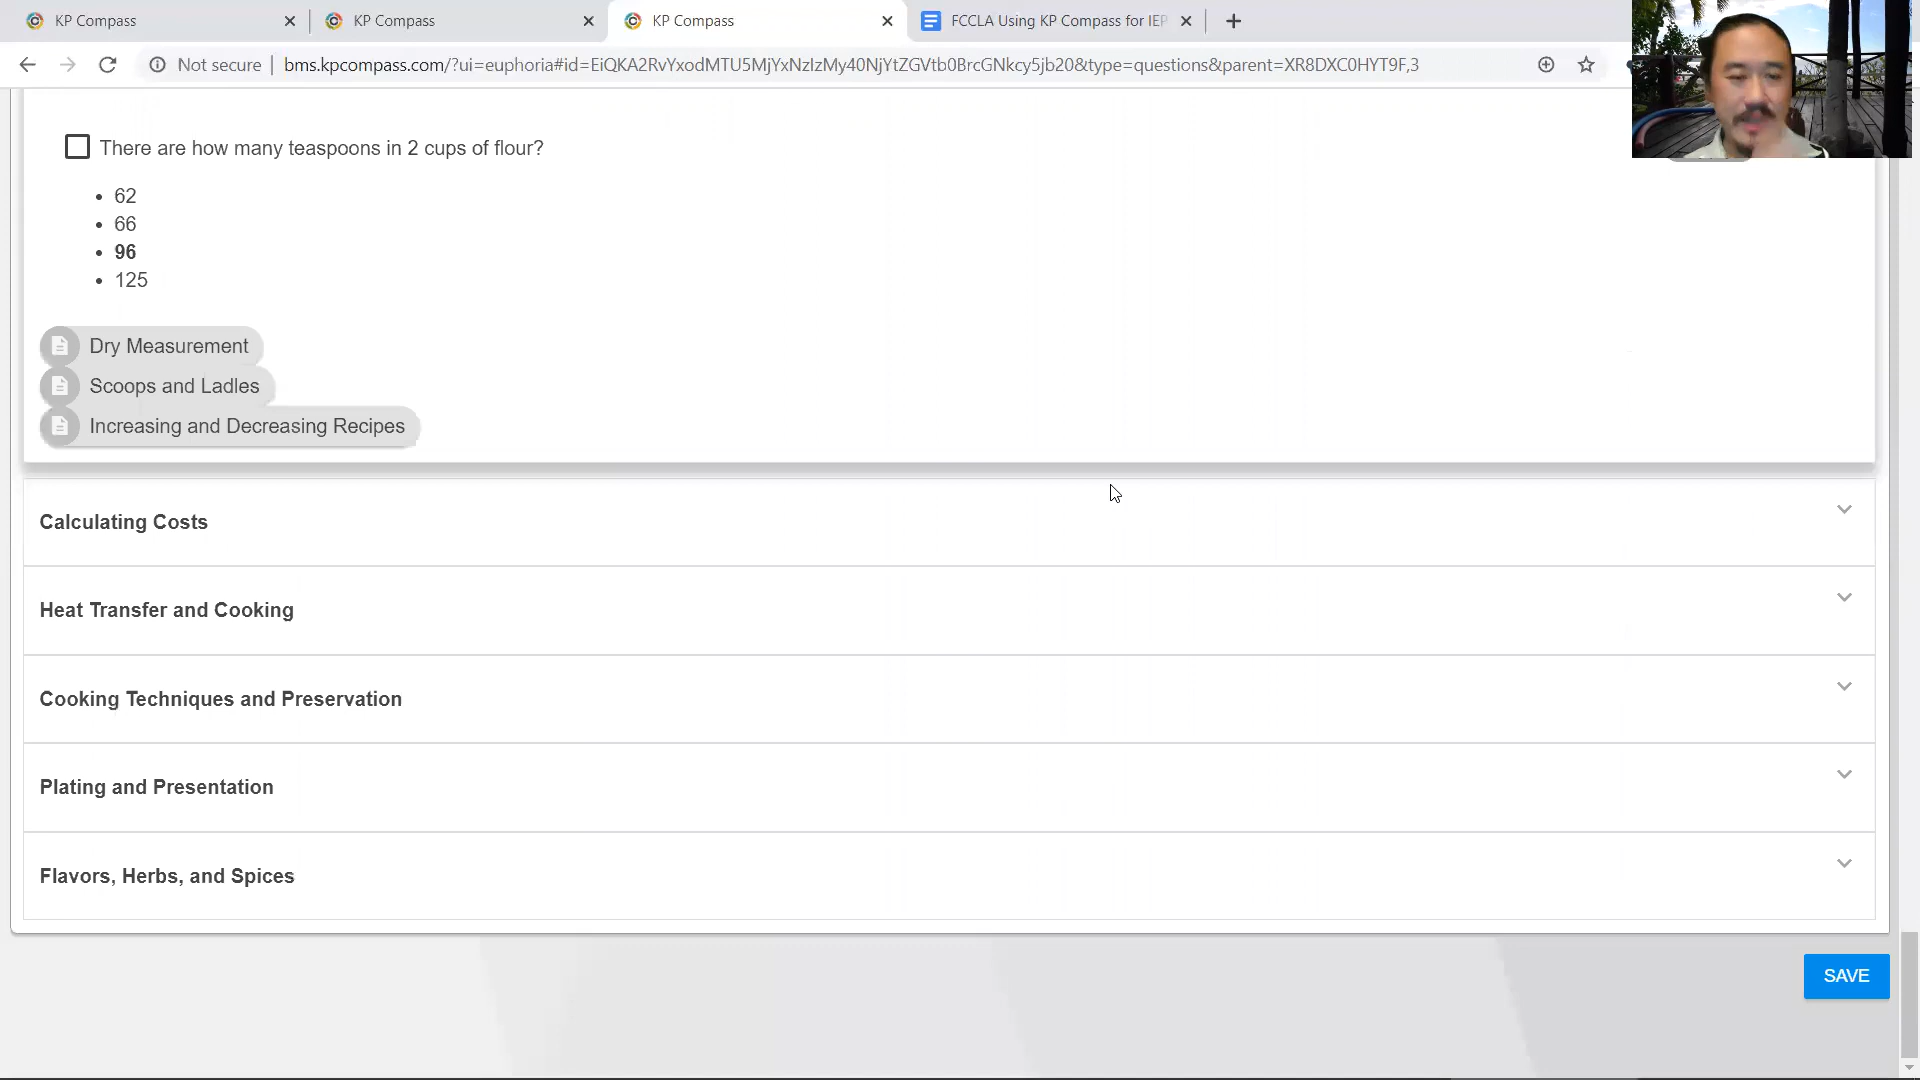 KP Compass
KP Compass
KP Compass
FCCLA Using KP Compass for IEP
Not secure
bms.kpcompass.com/?ui=euphoria#id=EiQKA2RvYxodMTU5MjYxNzIzMy40NjYtZGVtb0BrcGNkcy5jb20&type=questions&parent=XR8DXC0HYT9F,3
There are how many teaspoons in 2 cups of flour?
62
66
96
125
Dry Measurement
Scoops and Ladles
Increasing and Decreasing Recipes
Calculating Costs
Heat Transfer and Cooking
Cooking Techniques and Preservation
Plating and Presentation
Flavors, Herbs, and Spices
SAVE